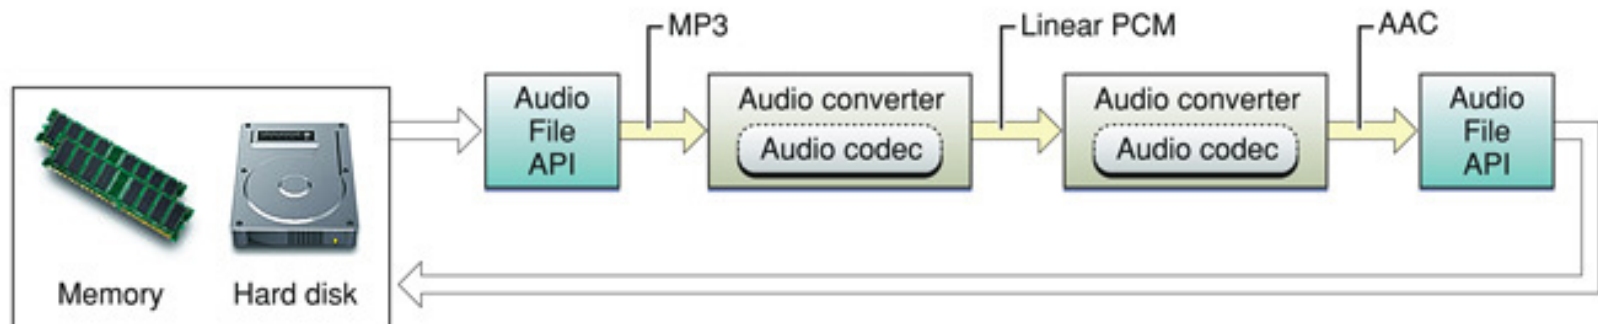 MP3
Linear PCM
AAC
Audio
File
API
Audio converter
Audio codec
Audio converter
Audio codec
Audio
File
API
Memory
Hard disk